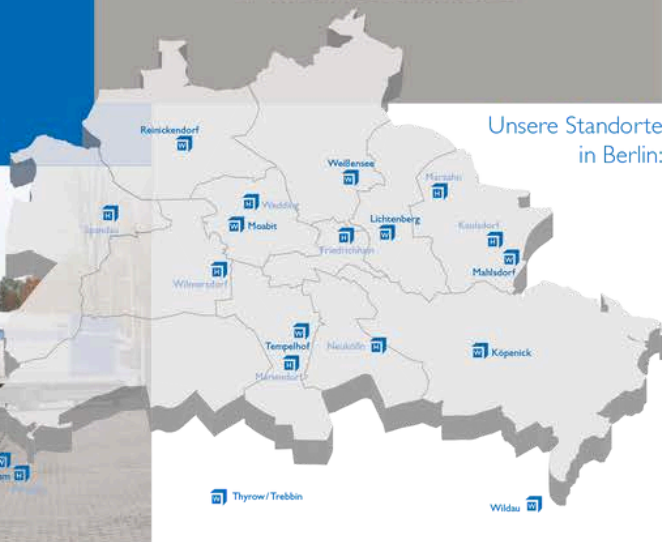 Unsere Standorte
in Berlin:
Reinickendorf
W
Weißensee
W
Marzahn
H
Spandau
H
Wedding
H
Moabit
W
Lichtenberg
W
Friedrichhain
H
Kaulsdorf
H
Mahlsdorf
W
Wilmersdorf
H
Tempelhof
W
Neukölln
H
Mariendorf
H
Köpenick
W
W
H
Thyrow / Trebbin
W
Wildau
W